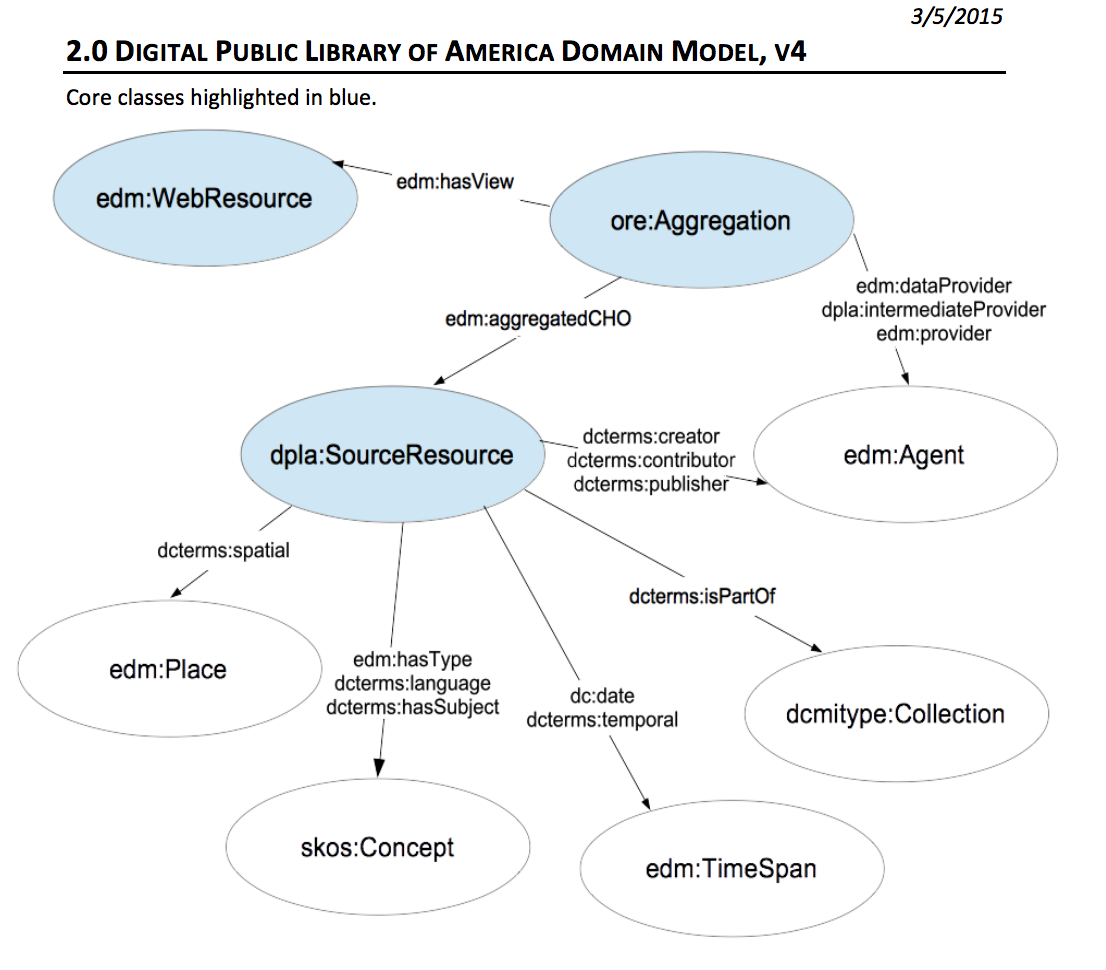 3/5/2015
2.0 DIGITAL PUBLIC LIBRARY OF AMERICA DOMAIN MODEL, V4
Core classes highlighted in blue.
edm:WebResource
edm:hasView
ore:Aggregation
edm:dataProvider
dpla:intermediateProvider
edm:provider
edm:aggregatedCHO
dpla:SourceResource
dcterms:creator
dcterms:contributor
dcterms:publisher
edm:Agent
dcterms:spatial
dcterms:isPartOf
edm:Place
edm:hasType
dcterms:language
dcterms:hasSubject
dc:date
dcterms:temporal
dcmitype:Collection
skos:Concept
edm:TimeSpan